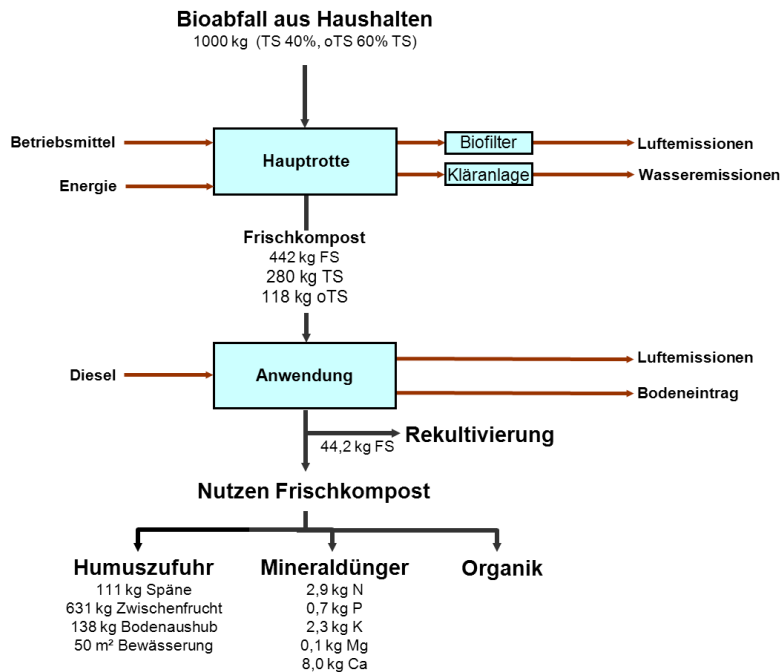 Bioabfall aus Haushalten
1000 kg (TS 40%, oTS 60% TS)
Betriebsmittel
Energie
Hauptrotte
Biofilter
Kläranlage
Luftemissionen
Wasseremissionen
Frischkompost
442 kg FS
280 kg TS
118 kg oTS
Diesel
Anwendung
Luftemissionen
Bodeneintrag
44,2 kg FS
Rekultivierung
Nutzen Frischkompost
Humuszufuhr
111 kg Späne
631 kg Zwischenfrucht
138 kg Bodenaushub
50 m² Bewässerung
Mineraldünger
2,9 kg N
0,7 kg P
2,3 kg K
0,1 kg Mg
8,0 kg Ca
Organik